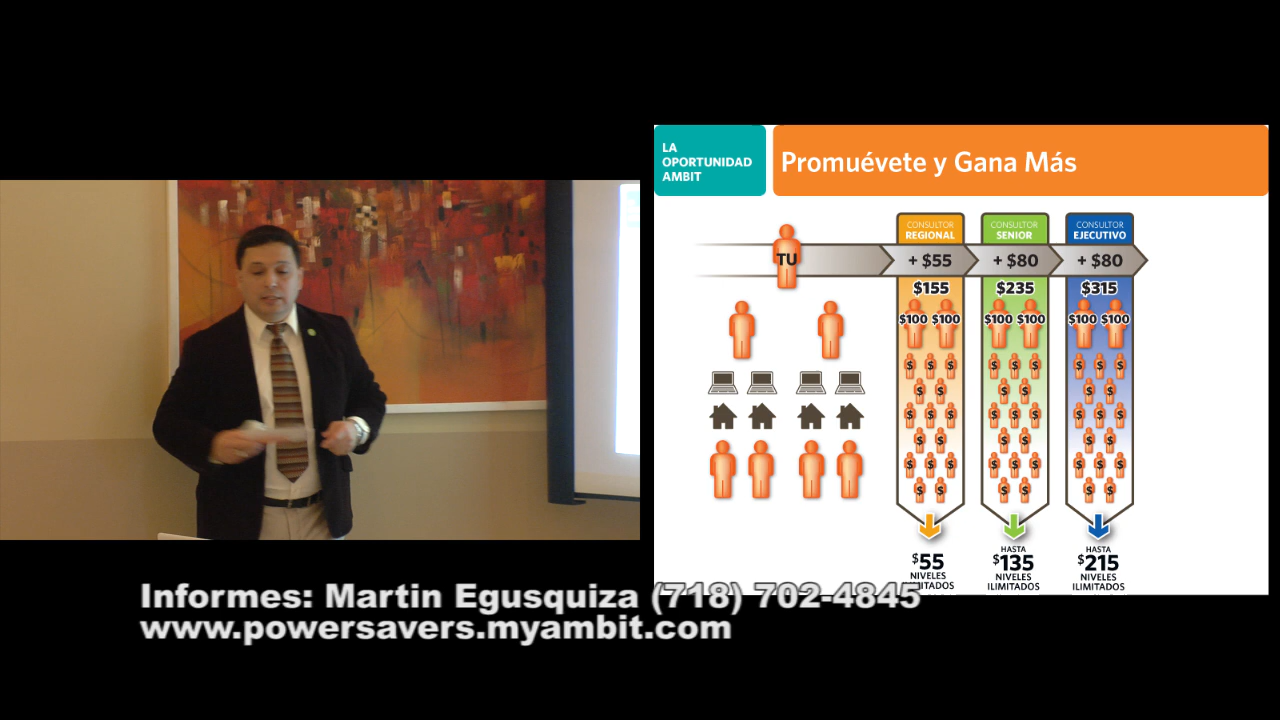 LA
OPORTUNIDAD
AMBIT
Promuévete y Gana Más
TU
CONSULTOR
REGIONAL
CONSULTOR
SENIOR
CONSULTOR
EJECUTIVO
+ $55
+ $80
+ $80
$155
$235
$315
$100 $100
$100 $100
$100 $100
$ $ $
$ $ $
$ $ $
$ $
$ $
$ $
$ $ $
$ $ $
$ $ $
$ $
$ $
$ $
$ $ $
$ $ $
$ $ $
$ $
$ $
$ $
$55
NIVELES
HASTA
$135
NIVELES
ILIMITADOS
HASTA
$215
NIVELES
ILIMITADOS
Informes: Martin Egusquiza (718) 702-4845
www.powersavers.myambit.com